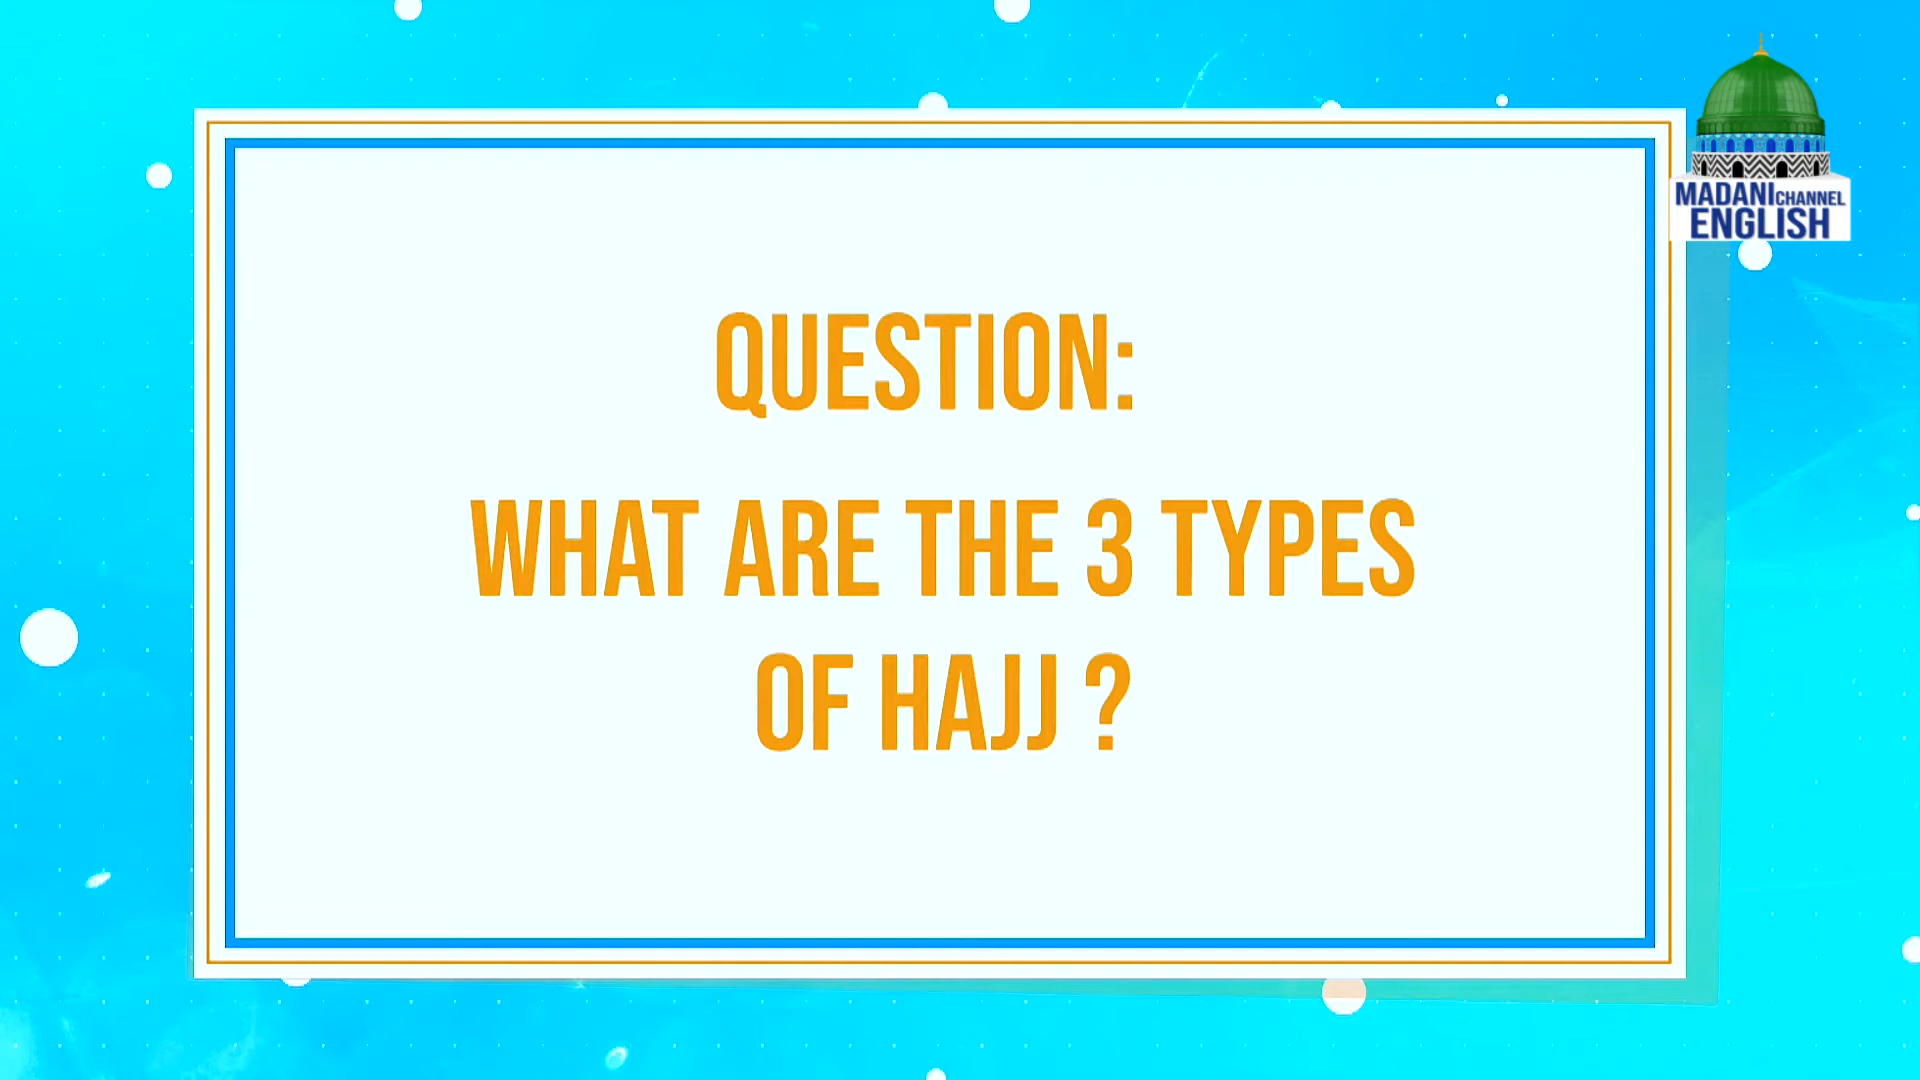 MADANI CHANNEL
ENGLISH
QUESTION:
WHAT ARE THE 3 TYPES
OF HAJJ ?